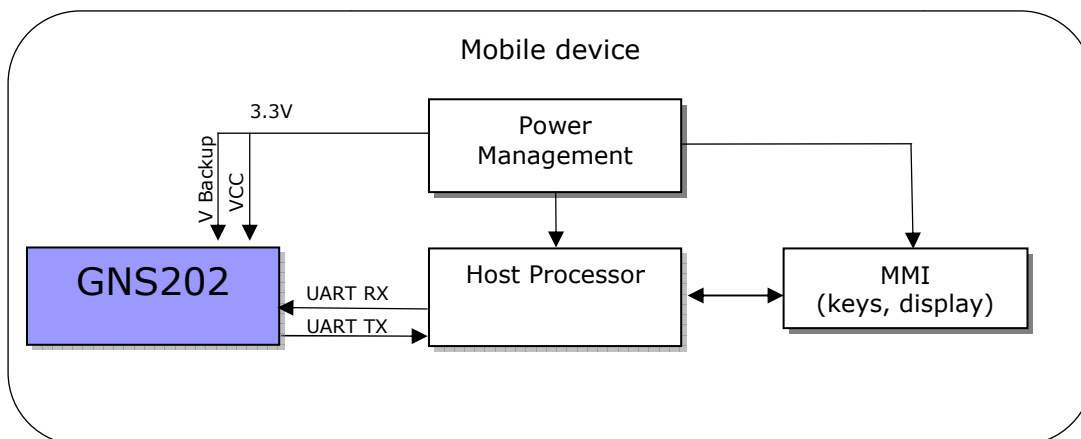 Mobile device
3.3V
Power
Management
V Backup
VCC
GNS202
Host Processor
MMI
(keys, display)
UART RX
UART TX